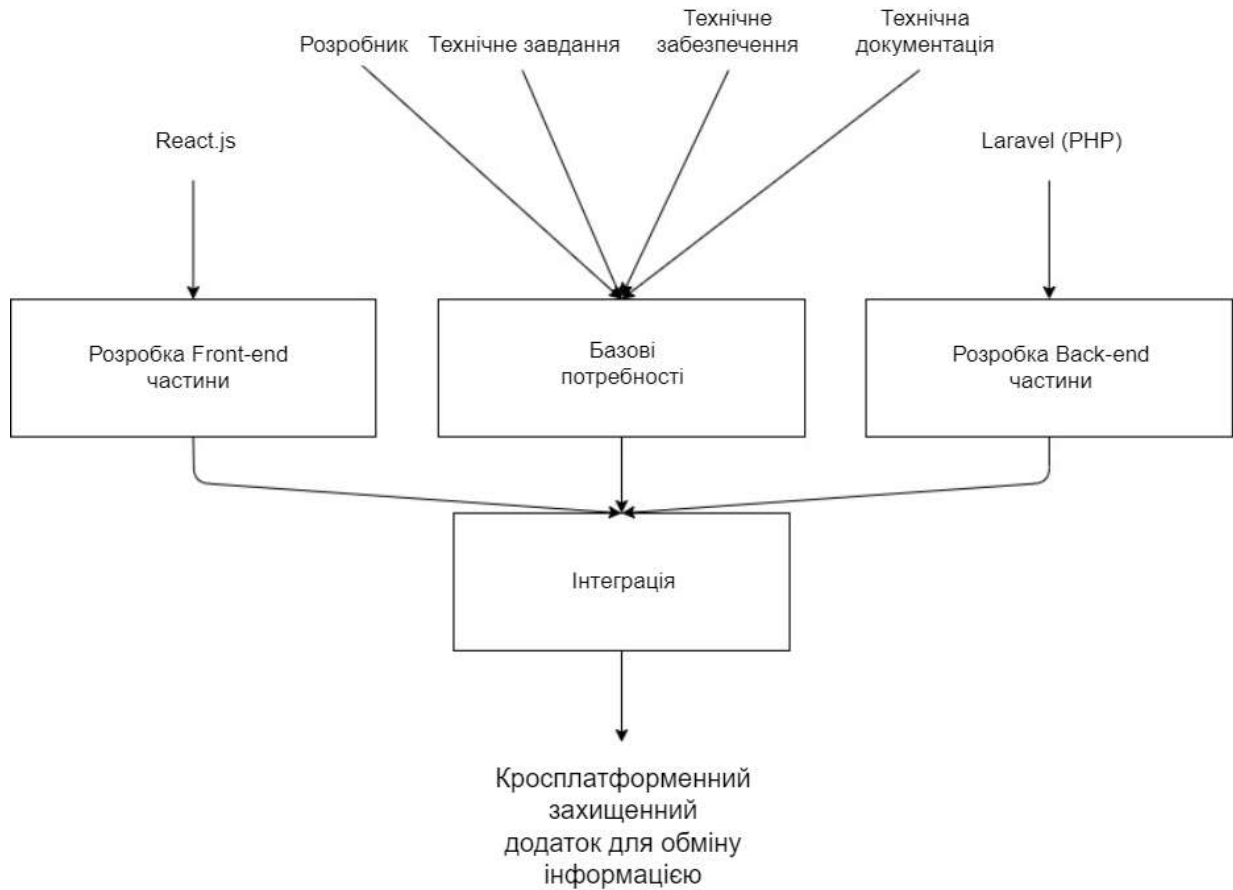 Розробник
Технічне завдання
Технічне
забезпечення
Технічна
документація
React.js
Laravel (PHP)
Розробка Front-end
частини
Базові
потребності
Розробка Back-end
частини
Інтеграція
Кросплатформенний
захищенний
додаток для обміну
інформацією